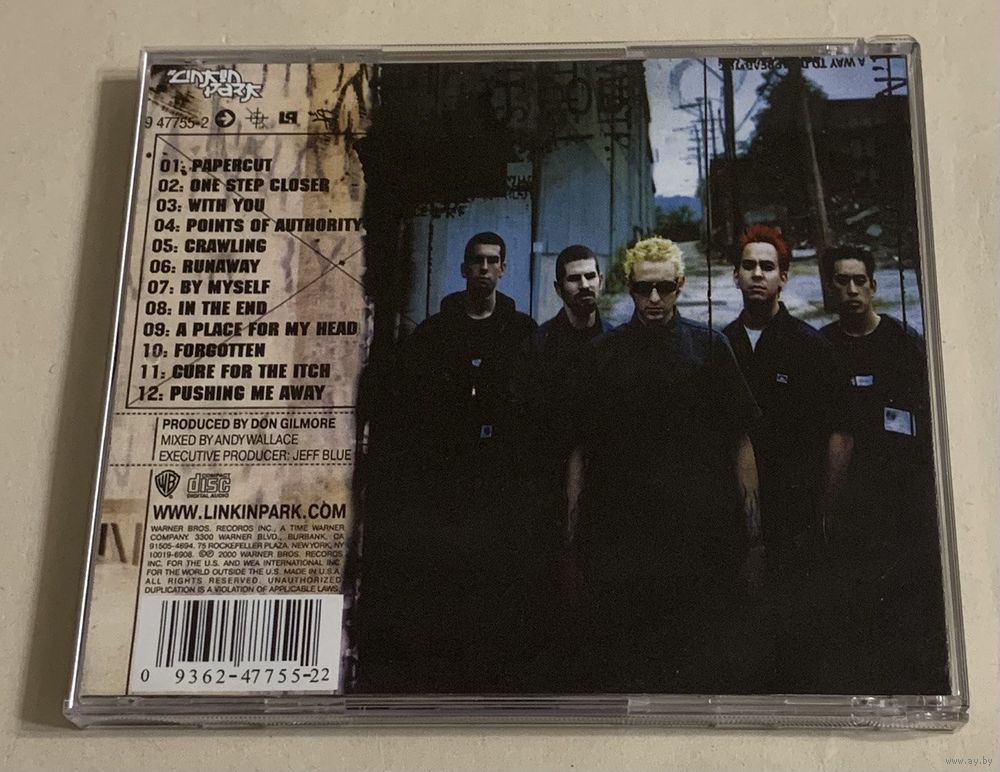 LINKIN
PARK
9 47755-2
LP
01: PAPERCUT
02: ONE STEP CLOSER
03: WITH YOU
04: POINTS OF AUTHORITY
05: CRAWLING
06: RUNAWAY
07: BY MYSELF
08: IN THE END
09: A PLACE FOR MY HEAD
10: FORGOTTEN
11: CURE FOR THE ITCH
12: PUSHING ME AWAY
PRODUCED BY DON GILMORE
MIXED BY ANDY WALLACE
EXECUTIVE PRODUCER: JEFF BLUE
WB
COMPACT
disc
DIGITAL AUDIO
WWW.LINKINPARK.COM
WARNER BROS. RECORDS INC., A TIME WARNER
COMPANY. 3300 WARNER BLVD., BURBANK, CA
91505-4694. 75 ROCKEFELLER PLAZA, NEW YORK, NY
10019-6908. ©℗ 2000 WARNER BROS. RECORDS
INC. FOR THE U.S. AND WEA INTERNATIONAL INC.
FOR THE WORLD OUTSIDE THE U.S. MADE IN U.S.A.
ALL RIGHTS RESERVED. UNAUTHORIZED
DUPLICATION IS A VIOLATION OF APPLICABLE LAWS.
0 9362-47755-22
www.ay.by